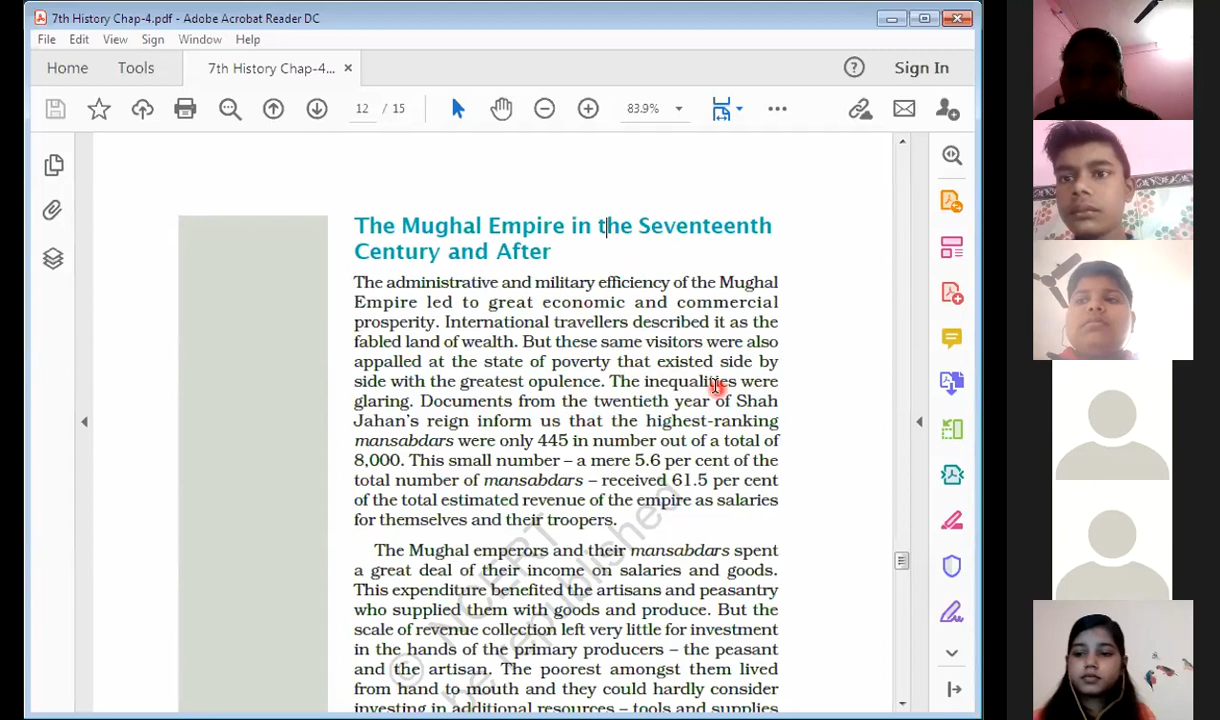 7th History Chap-4.pdf - Adobe Acrobat Reader DC
File Edit View Sign Window Help
Home Tools 7th History Chap-4... × Sign In
12 / 15 83.9%
The Mughal Empire in the Seventeenth
Century and After
The administrative and military efficiency of the Mughal
Empire led to great economic and commercial
prosperity. International travellers described it as the
fabled land of wealth. But these same visitors were also
appalled at the state of poverty that existed side by
side with the greatest opulence. The inequalities were
glaring. Documents from the twentieth year of Shah
Jahan's reign inform us that the highest-ranking
mansabdars were only 445 in number out of a total of
8,000. This small number – a mere 5.6 per cent of the
total number of mansabdars – received 61.5 per cent
of the total estimated revenue of the empire as salaries
for themselves and their troopers.
The Mughal emperors and their mansabdars spent
a great deal of their income on salaries and goods.
This expenditure benefited the artisans and peasantry
who supplied them with goods and produce. But the
scale of revenue collection left very little for investment
in the hands of the primary producers – the peasant
and the artisan. The poorest amongst them lived
from hand to mouth and they could hardly consider
investing in additional resources – tools and supplies
© NCERT
be republished